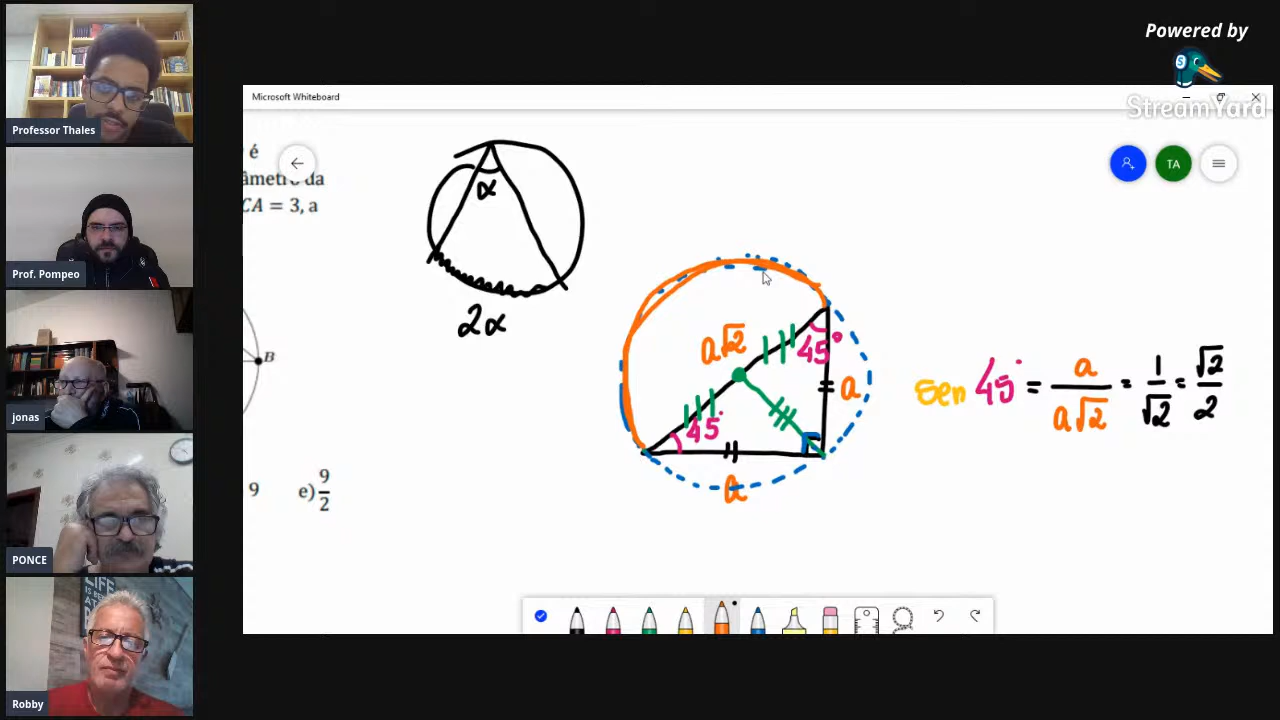 Powered by
StreamYard
Microsoft Whiteboard
Professor Thales
Prof. Pompeo
jonas
PONCE
Robby
LIFE
é
âmetro da
CA = 3, a
B
9 e) 9/2
TA
α
2α
a√2
45°
45°
a
a
sen 45° = a/a√2 = 1/√2 = √2/2